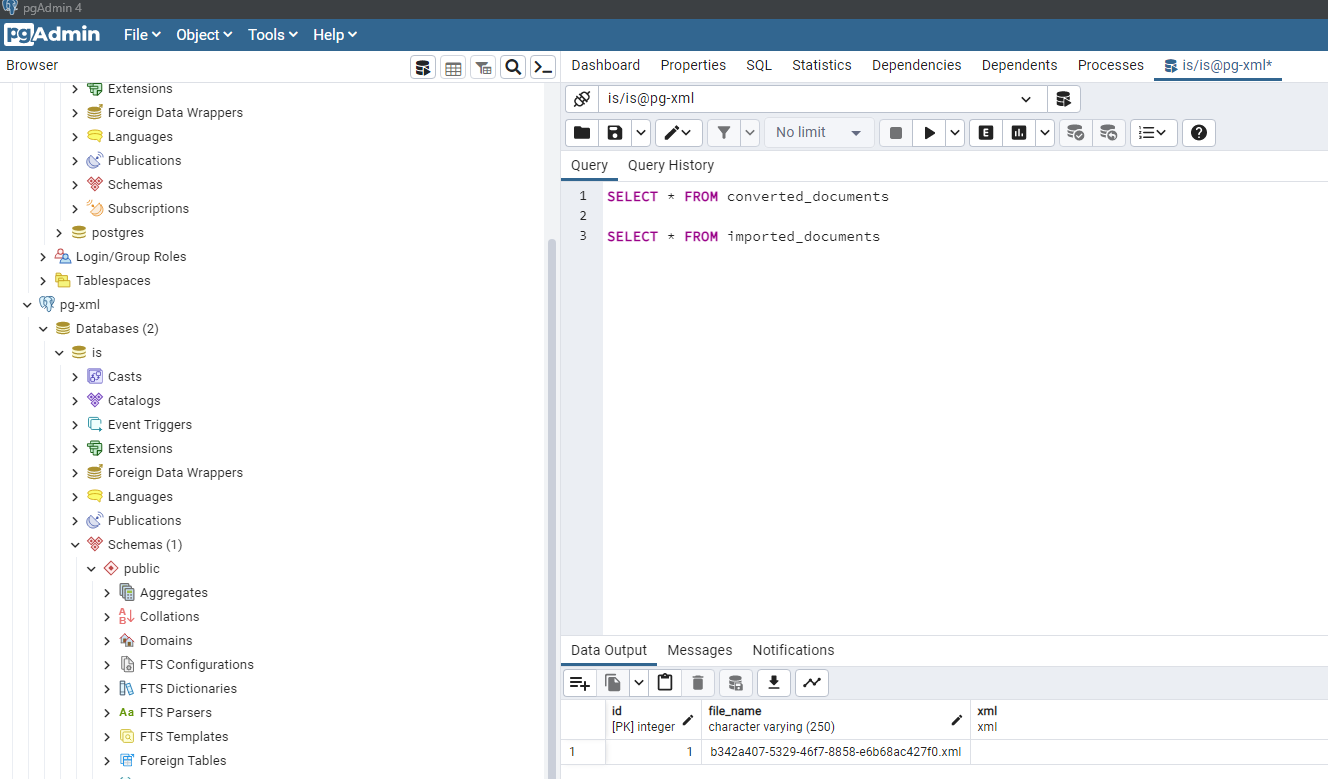 pgAdmin 4
pgAdmin File Object Tools Help
Browser
Dashboard Properties SQL Statistics Dependencies Dependents Processes is/is@pg-xml*
is/is@pg-xml
No limit
E
Query Query History
1 SELECT * FROM converted_documents
2
3 SELECT * FROM imported_documents
Extensions
Foreign Data Wrappers
Languages
Publications
Schemas
Subscriptions
postgres
Login/Group Roles
Tablespaces
pg-xml
Databases (2)
is
Casts
Catalogs
Event Triggers
Extensions
Foreign Data Wrappers
Languages
Publications
Schemas (1)
public
Aggregates
Collations
Domains
FTS Configurations
FTS Dictionaries
Aa FTS Parsers
FTS Templates
Foreign Tables
Data Output Messages Notifications
id file_name xml
[PK] integer character varying (250) xml
1 1 b342a407-5329-46f7-8858-e6b68ac427f0.xml